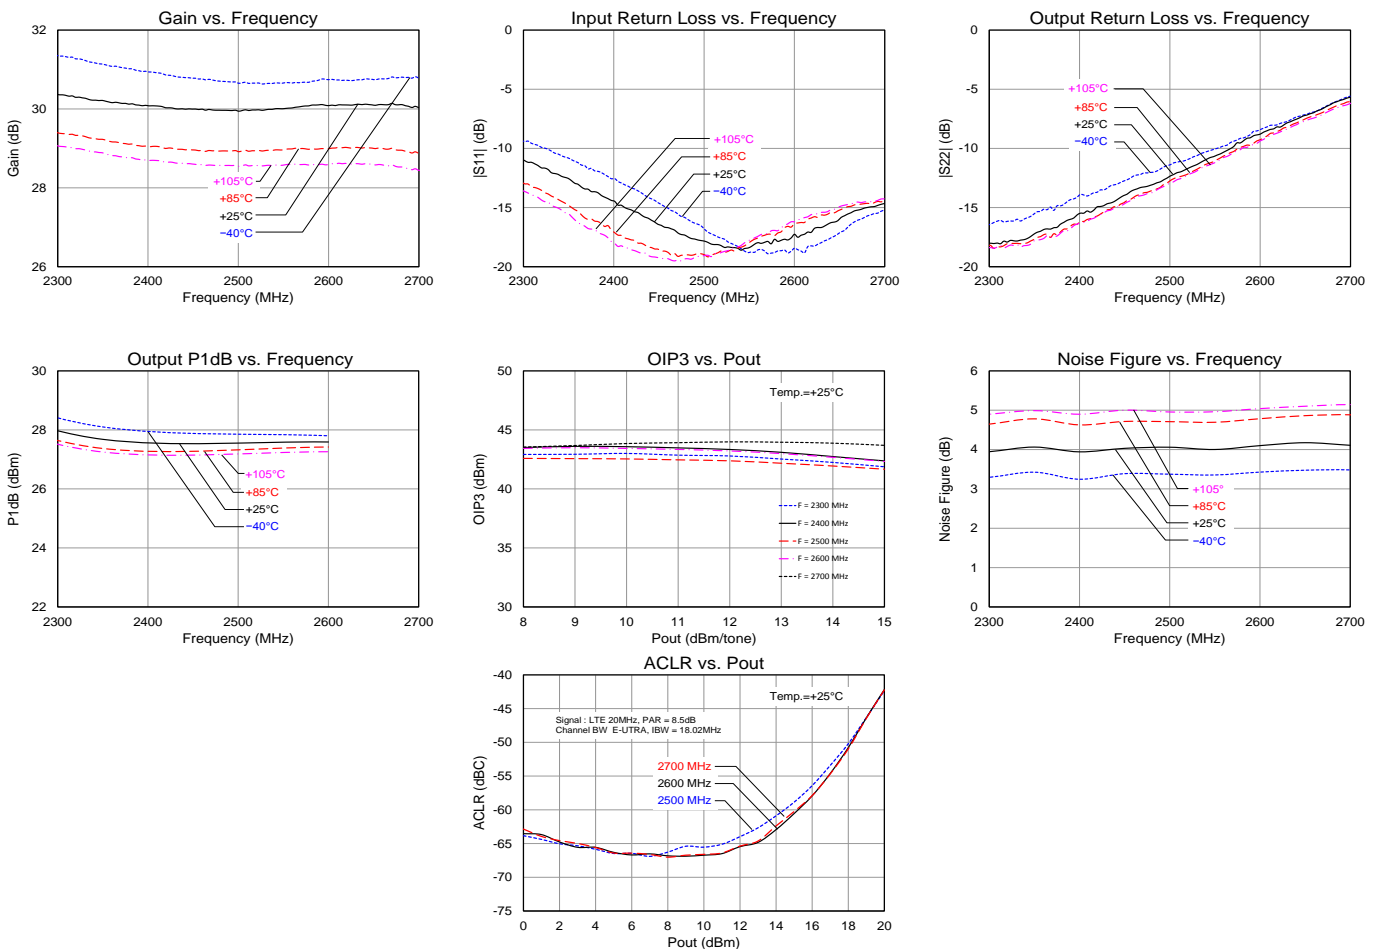 Gain vs. Frequency
32
30
28
26
Gain (dB)
+105°C
+85°C
+25°C
−40°C
2300 2400 2500 2600 2700
Frequency (MHz)
Input Return Loss vs. Frequency
0
-5
-10
-15
-20
|S11| (dB)
+105°C
+85°C
+25°C
−40°C
2300 2400 2500 2600 2700
Frequency (MHz)
Output Return Loss vs. Frequency
0
-5
-10
-15
-20
|S22| (dB)
+105°C
+85°C
+25°C
−40°C
2300 2400 2500 2600 2700
Frequency (MHz)
Output P1dB vs. Frequency
30
28
26
24
22
P1dB (dBm)
+105°C
+85°C
+25°C
−40°C
2300 2400 2500 2600 2700
Frequency (MHz)
OIP3 vs. Pout
50
45
40
35
30
OIP3 (dBm)
Temp.=+25°C
F = 2300 MHz
F = 2400 MHz
F = 2500 MHz
F = 2600 MHz
F = 2700 MHz
8 9 10 11 12 13 14 15
Pout (dBm/tone)
Noise Figure vs. Frequency
6
5
4
3
2
1
0
Noise Figure (dB)
+105°
+85°C
+25°C
−40°C
2300 2400 2500 2600 2700
Frequency (MHz)
ACLR vs. Pout
-40
-45
-50
-55
-60
-65
-70
-75
ACLR (dBC)
Temp.=+25°C
Signal : LTE 20MHz, PAR = 8.5dB
Channel BW E-UTRA, IBW = 18.02MHz
2700 MHz
2600 MHz
2500 MHz
0 2 4 6 8 10 12 14 16 18 20
Pout (dBm)